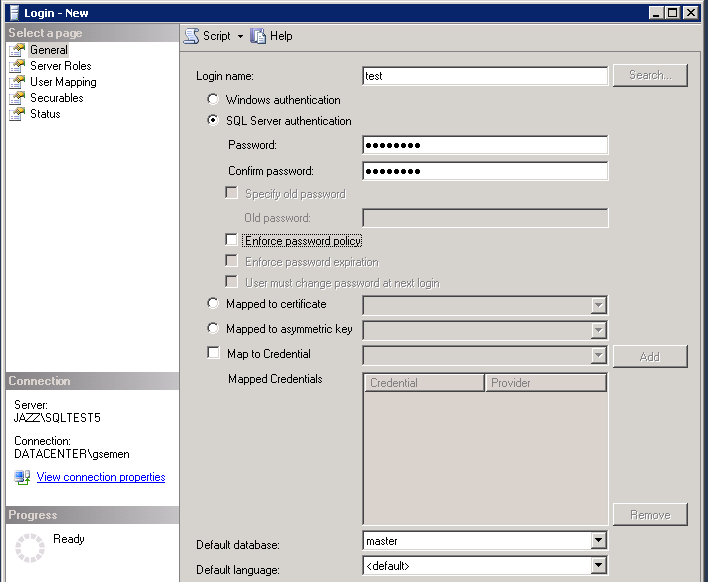 Login - New
Select a page
General
Server Roles
User Mapping
Securables
Status
Script Help
Login name: test Search...
Windows authentication
SQL Server authentication
Password: ●●●●●●●●
Confirm password: ●●●●●●●●
Specify old password
Old password:
Enforce password policy
Enforce password expiration
User must change password at next login
Mapped to certificate
Mapped to asymmetric key
Map to Credential Add
Mapped Credentials Credential Provider
Remove
Default database: master
Default language: <default>
Connection
Server:
JAZZ\SQLTEST5
Connection:
DATACENTER\gsemen
View connection properties
Progress
Ready